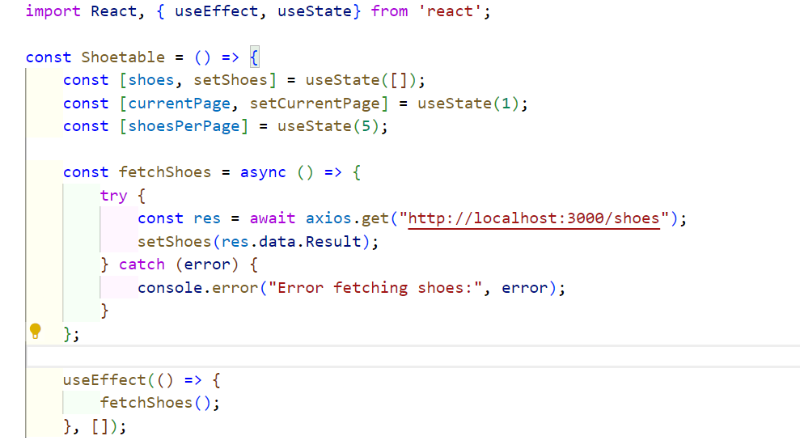 import React, { useEffect, useState} from 'react';
const Shoetable = () => {
const [shoes, setShoes] = useState([]);
const [currentPage, setCurrentPage] = useState(1);
const [shoesPerPage] = useState(5);
const fetchShoes = async () => {
try {
const res = await axios.get("http://localhost:3000/shoes");
setShoes(res.data.Result);
} catch (error) {
console.error("Error fetching shoes:", error);
}
};
useEffect(() => {
fetchShoes();
}, []);